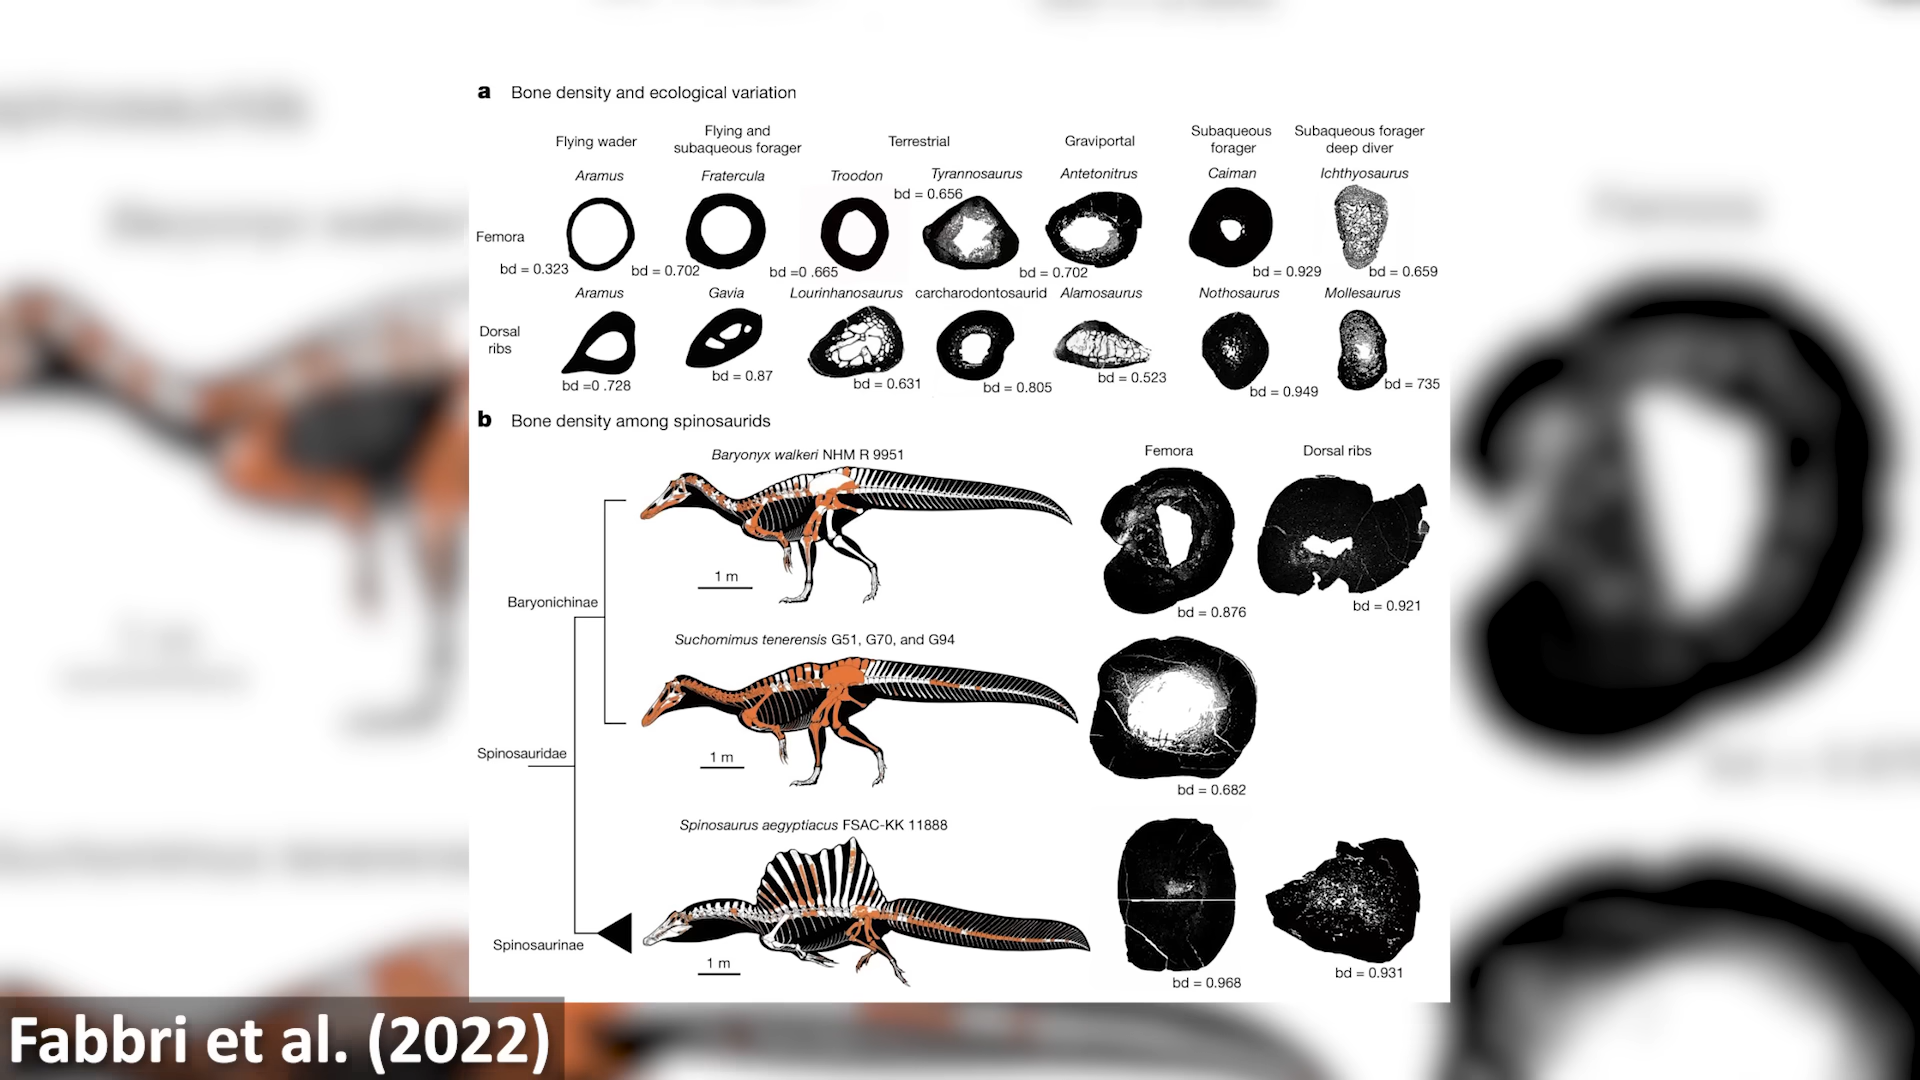 a Bone density and ecological variation
Flying wader
Flying and
subaqueous forager
Terrestrial
Graviportal
Subaqueous
forager
Subaqueous forager
deep diver
Aramus
Fratercula
Troodon
Tyrannosaurus
Antetonitrus
Caiman
Ichthyosaurus
Femora
bd = 0.323
bd = 0.702
bd =0 .665
bd = 0.656
bd = 0.702
bd = 0.929
bd = 0.659
Aramus
Gavia
Lourinhanosaurus
carcharodontosaurid
Alamosaurus
Nothosaurus
Mollesaurus
Dorsal
ribs
bd =0 .728
bd = 0.87
bd = 0.631
bd = 0.805
bd = 0.523
bd = 0.949
bd = 735
b Bone density among spinosaurids
Baryonyx walkeri NHM R 9951
Femora
Dorsal ribs
1 m
bd = 0.876
bd = 0.921
Baryonichinae
Suchomimus tenerensis G51, G70, and G94
1 m
bd = 0.682
Spinosauridae
Spinosaurus aegyptiacus FSAC-KK 11888
Spinosaurinae
1 m
bd = 0.968
bd = 0.931
Fabbri et al. (2022)